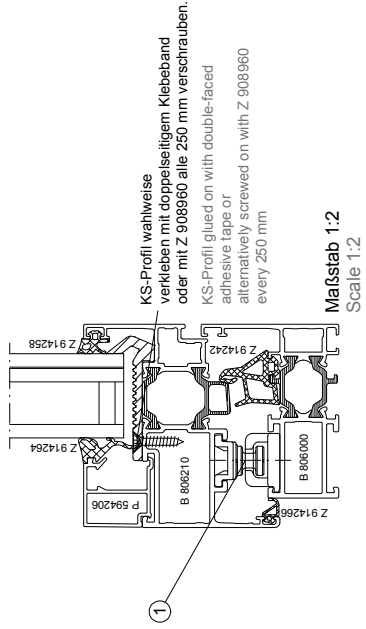 KS-Profil wahlweise
verkleben mit doppelseitigem Klebeband
oder mit Z 908960 alle 250 mm verschrauben.
KS-Profil glued on with double-faced
adhesive tape or
alternatively screwed on with Z 908960
every 250 mm
Maßstab 1:2
Scale 1:2
Z 914258
Z 914264
Z 914242
P 594206
B 806210
B 806000
Z 914266
1